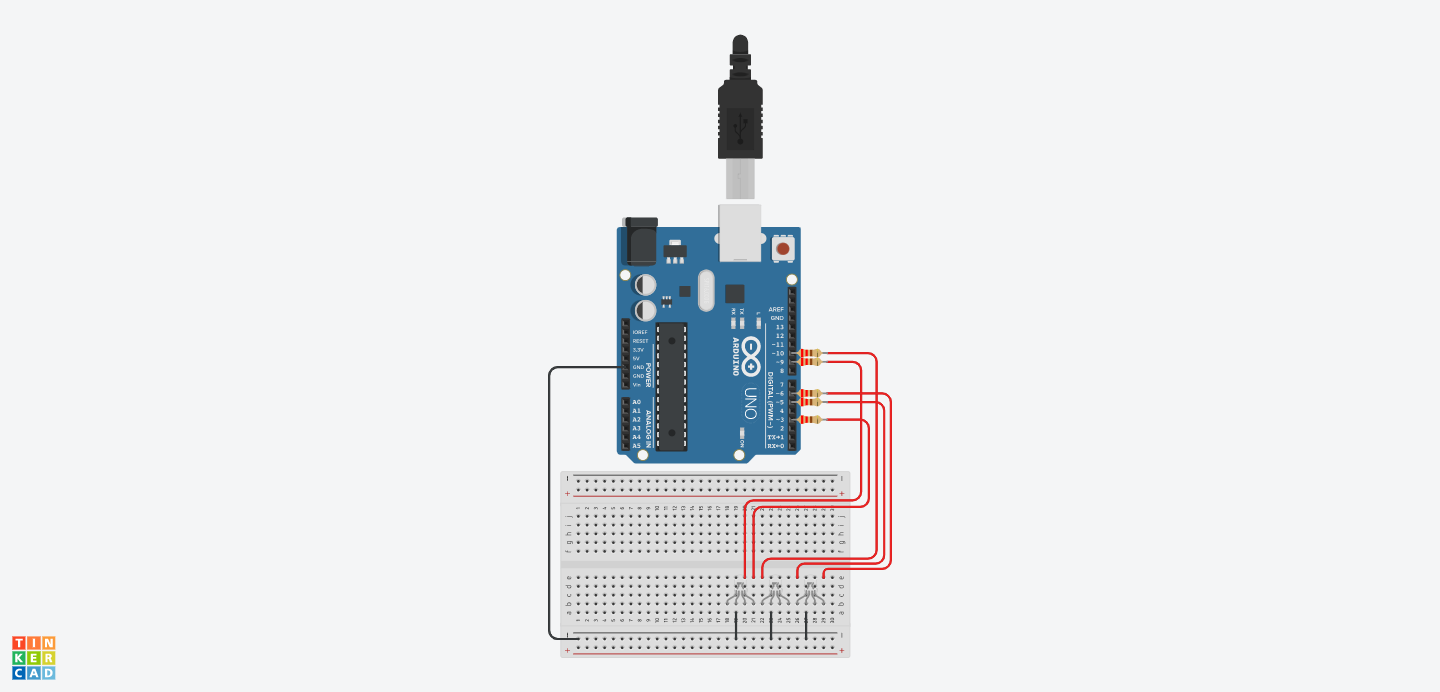 AREF
GND
13
12
~11
~10
~9
8
7
~6
~5
4
~3
2
TX→1
RX←0
DIGITAL (PWM~)
RX
TX
L
ARDUINO
UNO
ON
IOREF
RESET
3.3V
5V
GND
GND
Vin
POWER
A0
A1
A2
A3
A4
A5
ANALOG IN
j
i
h
g
f
e
d
c
b
a
TIN
KER
CAD